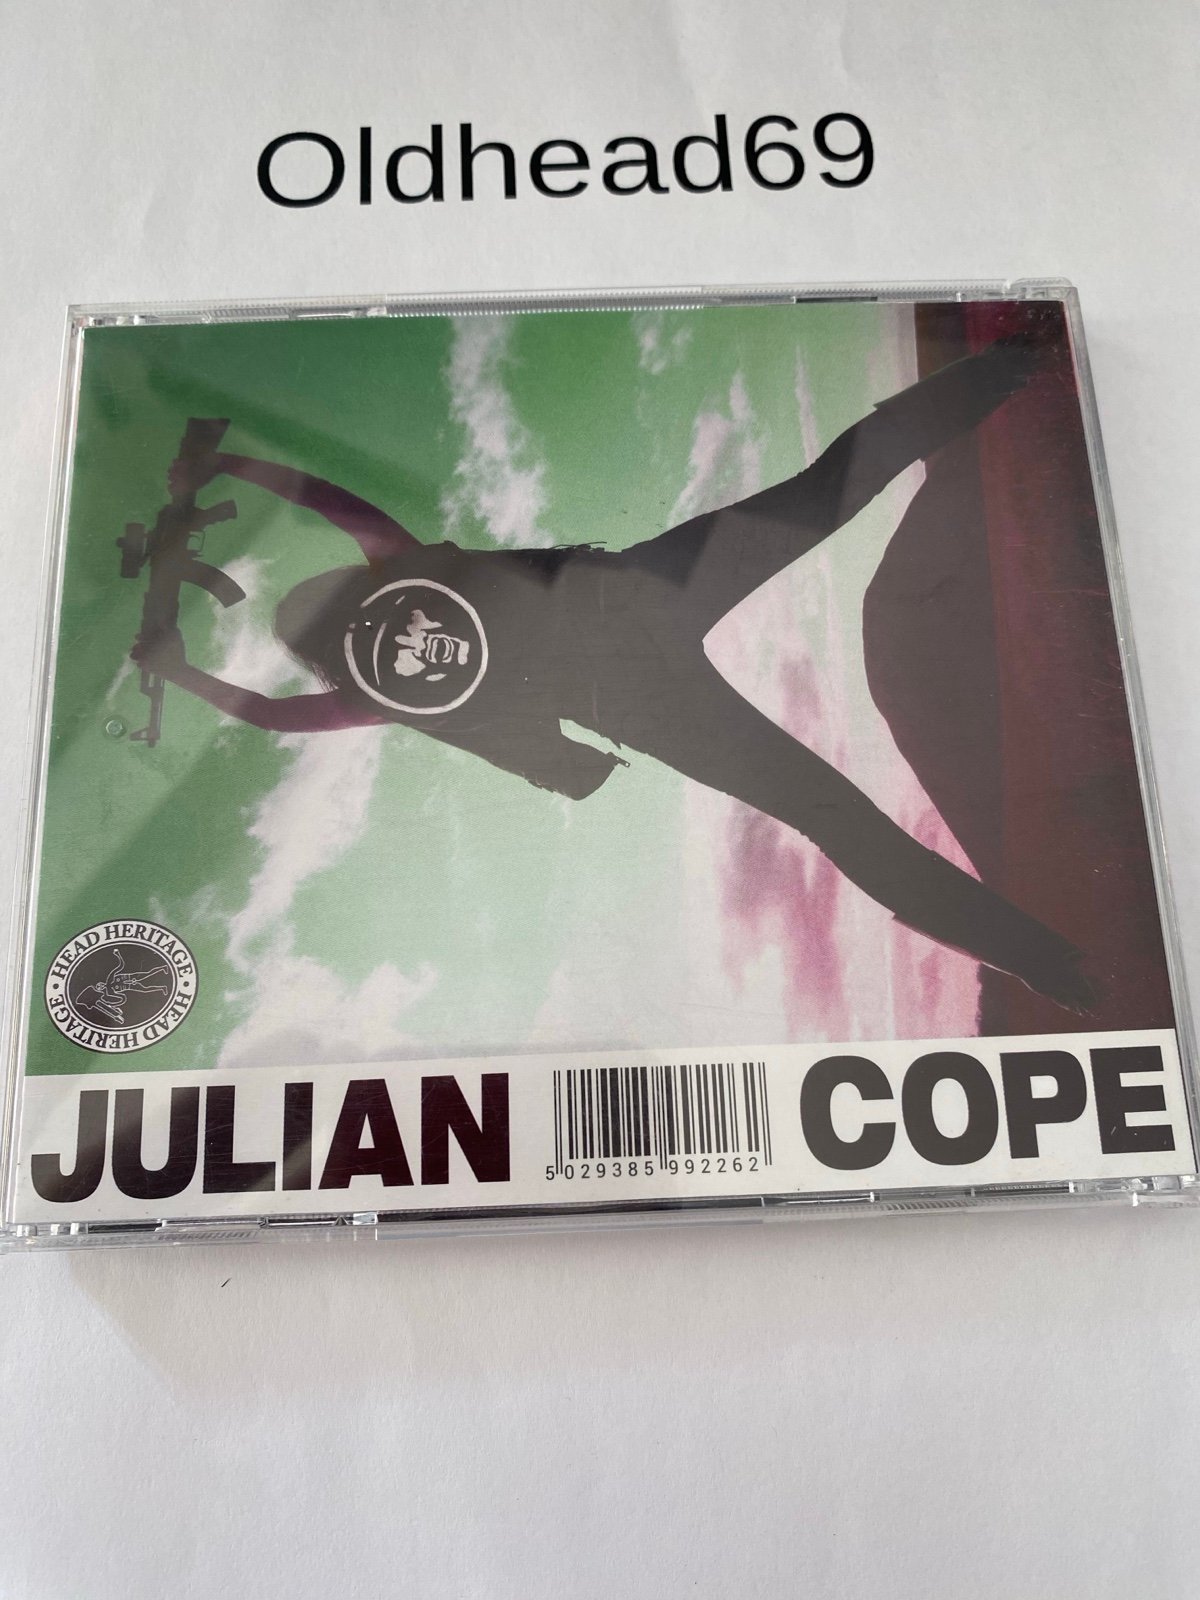 Oldhead69
HEAD HERITAGE • HEAD HERITAGE •
JULIAN
5 029385 992262
COPE